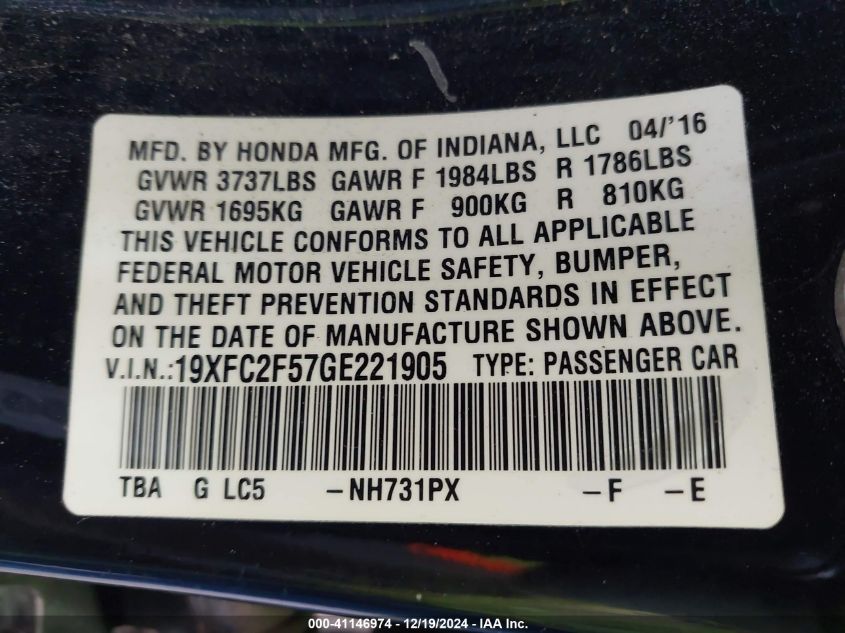 MFD. BY HONDA MFG. OF INDIANA, LLC 04/'16
GVWR 3737LBS GAWR F 1984LBS R 1786LBS
GVWR 1695KG GAWR F 900KG R 810KG
THIS VEHICLE CONFORMS TO ALL APPLICABLE
FEDERAL MOTOR VEHICLE SAFETY, BUMPER,
AND THEFT PREVENTION STANDARDS IN EFFECT
ON THE DATE OF MANUFACTURE SHOWN ABOVE.
V.I.N.:19XFC2F57GE221905 TYPE: PASSENGER CAR
TBA G LC5 -NH731PX -F -E
000-41146974 - 12/19/2024 - IAA Inc.